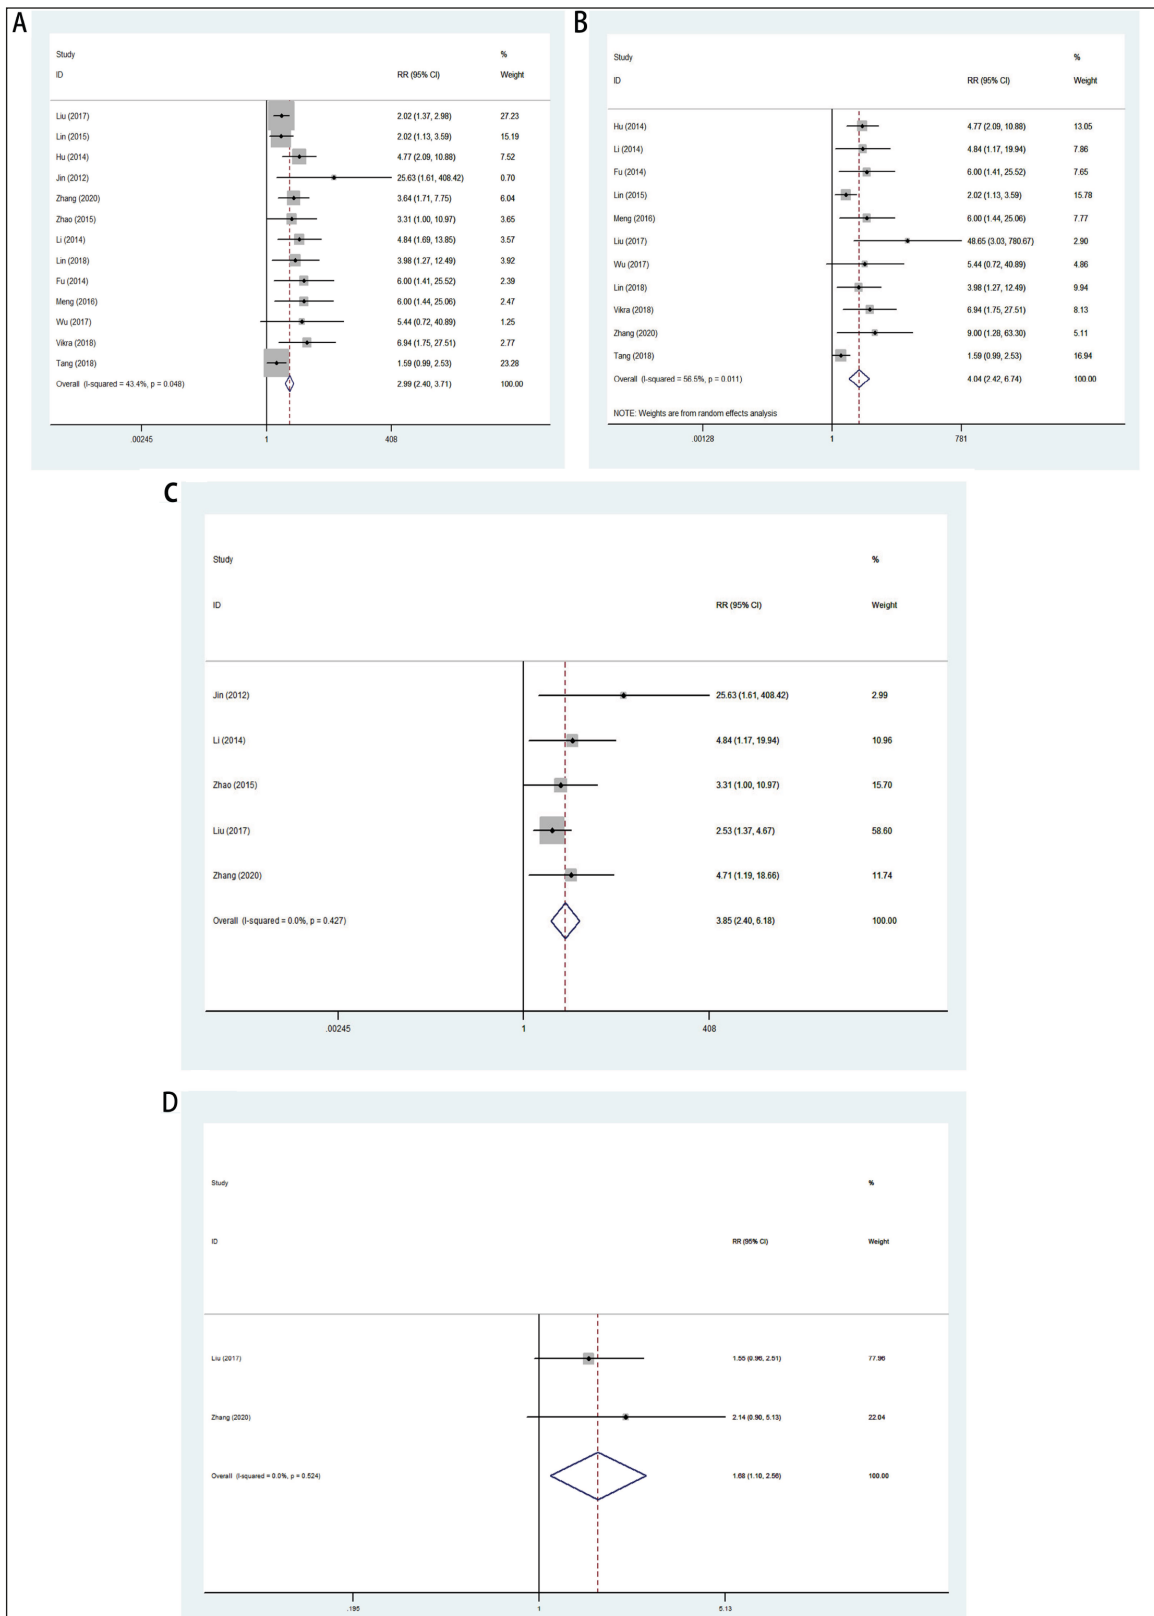 A
Study %
ID RR (95% CI) Weight
Liu (2017) 2.02 (1.37, 2.98) 27.23
Lin (2015) 2.02 (1.13, 3.59) 15.19
Hu (2014) 4.77 (2.09, 10.88) 7.52
Jin (2012) 25.63 (1.61, 408.42) 0.70
Zhang (2020) 3.64 (1.71, 7.75) 6.04
Zhao (2015) 3.31 (1.00, 10.97) 3.65
Li (2014) 4.84 (1.69, 13.85) 3.57
Lin (2018) 3.98 (1.27, 12.49) 3.92
Fu (2014) 6.00 (1.41, 25.52) 2.39
Meng (2016) 6.00 (1.44, 25.06) 2.47
Wu (2017) 5.44 (0.72, 40.89) 1.25
Vikra (2018) 6.94 (1.75, 27.51) 2.77
Tang (2018) 1.59 (0.99, 2.53) 23.28
Overall (I-squared = 43.4%, p = 0.048) 2.99 (2.40, 3.71) 100.00
.00245 1 408
B
Study %
ID RR (95% CI) Weight
Hu (2014) 4.77 (2.09, 10.88) 13.05
Li (2014) 4.84 (1.17, 19.94) 7.86
Fu (2014) 6.00 (1.41, 25.52) 7.65
Lin (2015) 2.02 (1.13, 3.59) 15.78
Meng (2016) 6.00 (1.44, 25.06) 7.77
Liu (2017) 48.65 (3.03, 780.67) 2.90
Wu (2017) 5.44 (0.72, 40.89) 4.86
Lin (2018) 3.98 (1.27, 12.49) 9.94
Vikra (2018) 6.94 (1.75, 27.51) 8.13
Zhang (2020) 9.00 (1.28, 63.30) 5.11
Tang (2018) 1.59 (0.99, 2.53) 16.94
Overall (I-squared = 56.5%, p = 0.011) 4.04 (2.42, 6.74) 100.00
NOTE: Weights are from random effects analysis
.00128 1 781
C
Study %
ID RR (95% CI) Weight
Jin (2012) 25.63 (1.61, 408.42) 2.99
Li (2014) 4.84 (1.17, 19.94) 10.96
Zhao (2015) 3.31 (1.00, 10.97) 15.70
Liu (2017) 2.53 (1.37, 4.67) 58.60
Zhang (2020) 4.71 (1.19, 18.66) 11.74
Overall (I-squared = 0.0%, p = 0.427) 3.85 (2.40, 6.18) 100.00
.00245 1 408
D
Study %
ID RR (95% CI) Weight
Liu (2017) 1.55 (0.96, 2.51) 77.96
Zhang (2020) 2.14 (0.90, 5.13) 22.04
Overall (I-squared = 0.0%, p = 0.524) 1.68 (1.10, 2.56) 100.00
.195 1 5.13